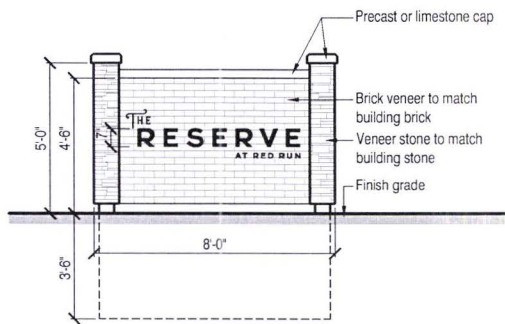 Precast or limestone cap
Brick veneer to match
building brick
Veneer stone to match
building stone
Finish grade
5'-0"
4'-6"
7"
THE
RESERVE
AT RED RUN
8'-0"
3'-6"